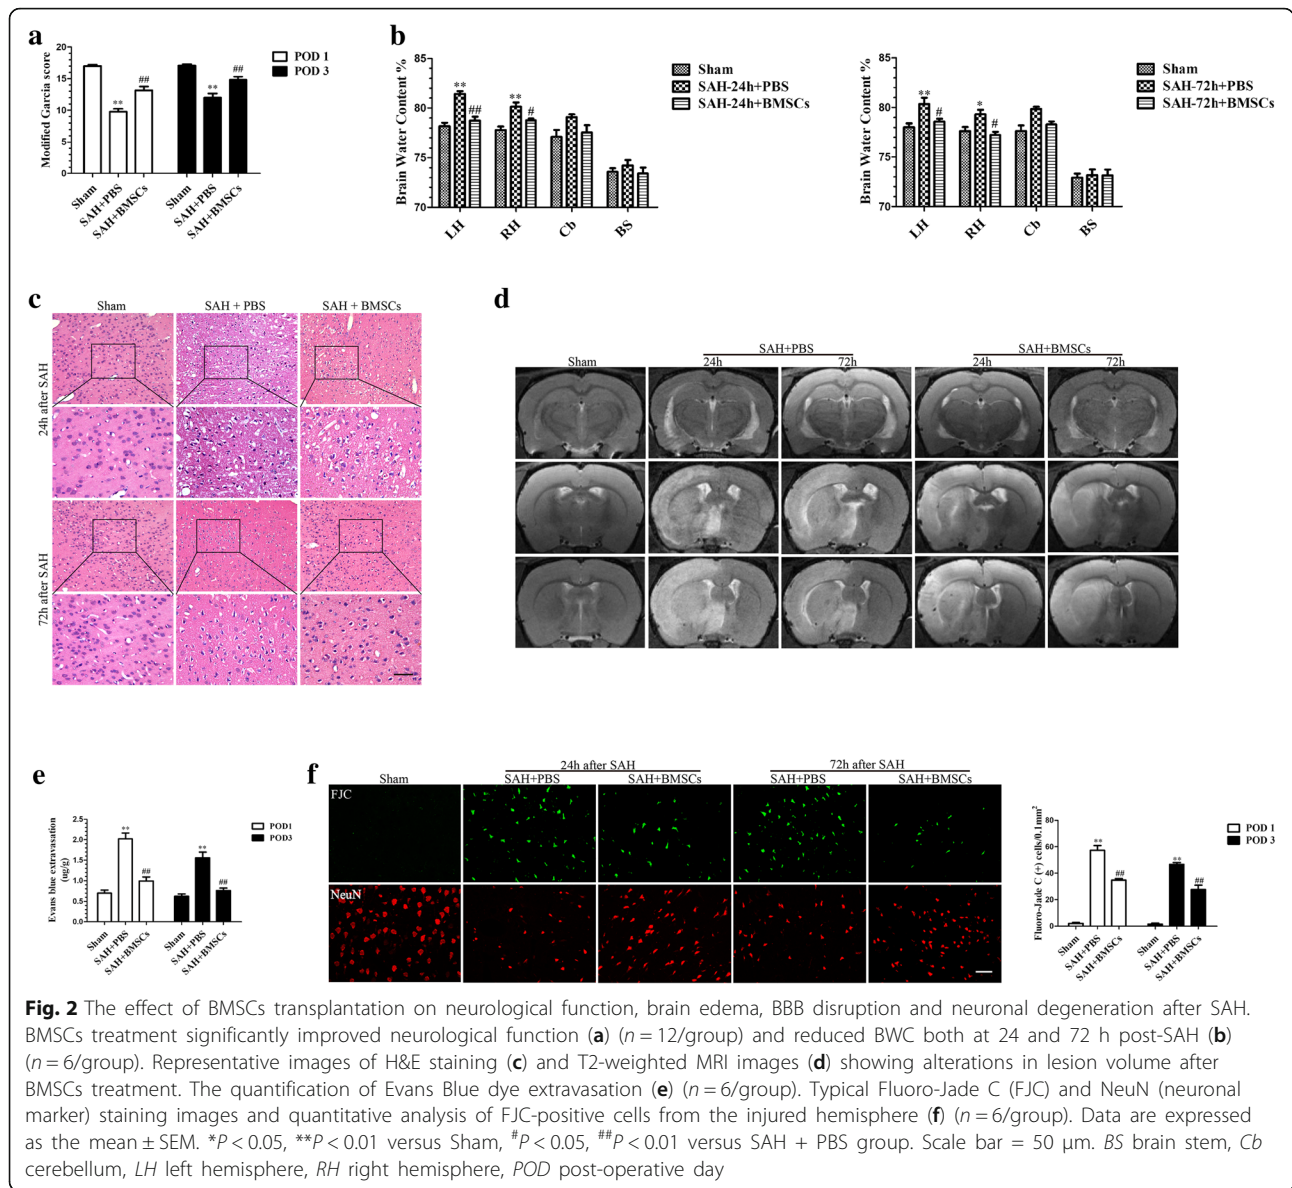 a
Modified Garcia score
20
15
10
5
0
Sham
SAH+PBS
SAH+BMSCs
Sham
SAH+PBS
SAH+BMSCs
**
##
**
##
POD 1
POD 3
b
Brain Water Content %
85
82
78
74
70
**
##
**
#
LH
RH
Cb
BS
Sham
SAH-24h+PBS
SAH-24h+BMSCs
Brain Water Content %
85
82
78
74
70
**
#
*
#
LH
RH
Cb
BS
Sham
SAH-72h+PBS
SAH-72h+BMSCs
c
Sham
SAH + PBS
SAH + BMSCs
24h after SAH
72h after SAH
d
Sham
SAH+PBS
24h
72h
SAH+BMSCs
24h
72h
e
Evans blue extravasation
(ug/g)
2.5
2.0
1.5
1.0
0.5
0.0
**
##
**
##
Sham
SAH+PBS
SAH+BMSCs
Sham
SAH+PBS
SAH+BMSCs
POD1
POD3
f
24h after SAH
72h after SAH
Sham
SAH+PBS
SAH+BMSCs
SAH+PBS
SAH+BMSCs
FJC
NeuN
Fluoro-Jade C (+) cells/0.1mm²
80
60
40
20
0
**
##
**
##
Sham
SAH+PBS
SAH+BMSCs
Sham
SAH+PBS
SAH+BMSCs
POD 1
POD 3
Fig. 2 The effect of BMSCs transplantation on neurological function, brain edema, BBB disruption and neuronal degeneration after SAH.
BMSCs treatment significantly improved neurological function (a) (n = 12/group) and reduced BWC both at 24 and 72 h post-SAH (b)
(n = 6/group). Representative images of H&E staining (c) and T2-weighted MRI images (d) showing alterations in lesion volume after
BMSCs treatment. The quantification of Evans Blue dye extravasation (e) (n = 6/group). Typical Fluoro-Jade C (FJC) and NeuN (neuronal
marker) staining images and quantitative analysis of FJC-positive cells from the injured hemisphere (f) (n = 6/group). Data are expressed
as the mean ± SEM. *P < 0.05, **P < 0.01 versus Sham, #P < 0.05, ##P < 0.01 versus SAH + PBS group. Scale bar = 50 μm. BS brain stem, Cb
cerebellum, LH left hemisphere, RH right hemisphere, POD post-operative day